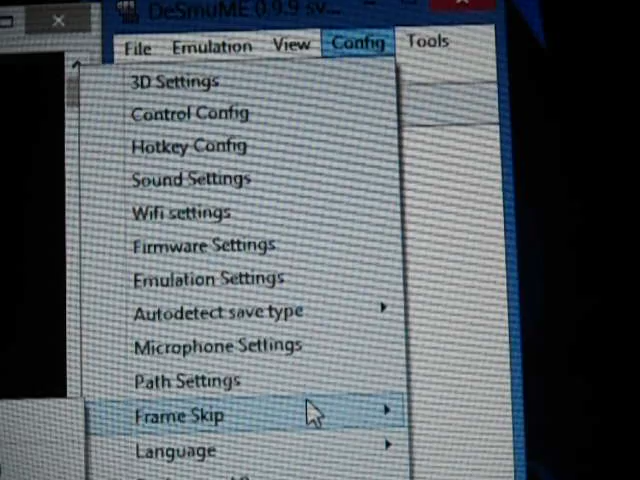 DeSmuME 0.9.9 sv...
File Emulation View Config Tools
3D Settings
Control Config
Hotkey Config
Sound Settings
Wifi settings
Firmware Settings
Emulation Settings
Autodetect save type
Microphone Settings
Path Settings
Frame Skip
Language